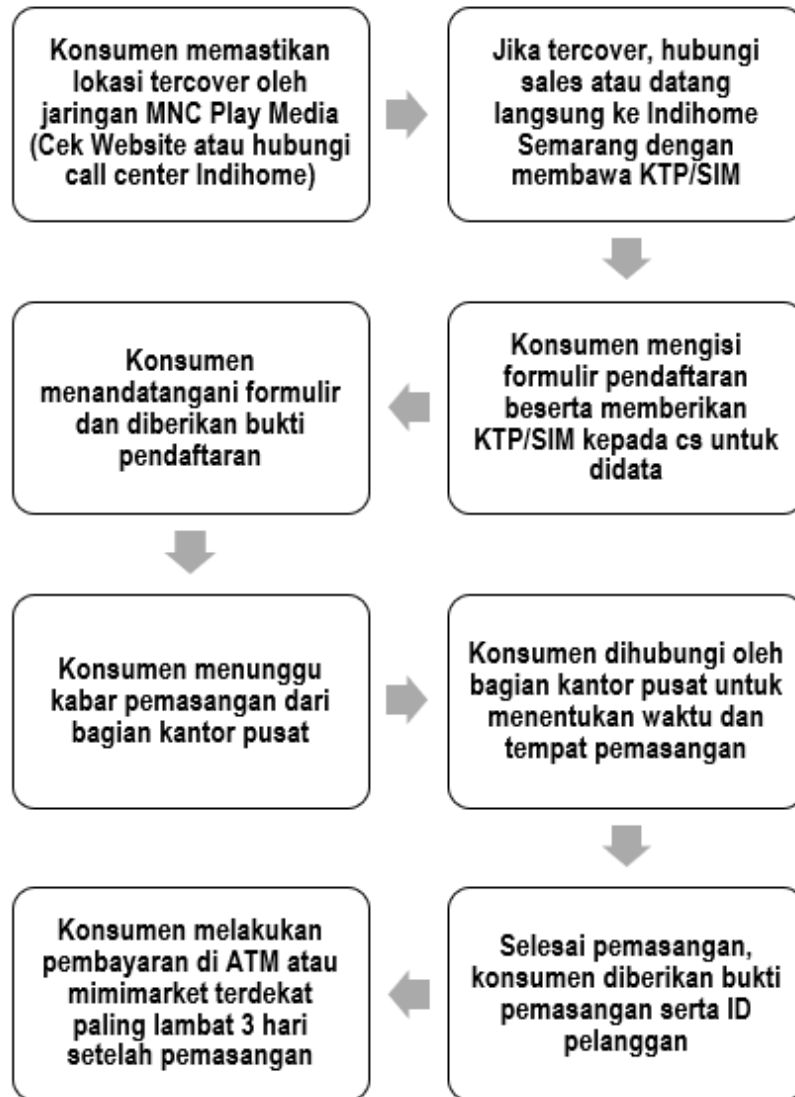 Konsumen memastikan
lokasi tercover oleh
jaringan MNC Play Media
(Cek Website atau hubungi
call center Indihome)
Jika tercover, hubungi
sales atau datang
langsung ke Indihome
Semarang dengan
membawa KTP/SIM
Konsumen mengisi
formulir pendaftaran
beserta memberikan
KTP/SIM kepada cs untuk
didata
Konsumen
menandatangani formulir
dan diberikan bukti
pendaftaran
Konsumen menunggu
kabar pemasangan dari
bagian kantor pusat
Konsumen dihubungi oleh
bagian kantor pusat untuk
menentukan waktu dan
tempat pemasangan
Selesai pemasangan,
konsumen diberikan bukti
pemasangan serta ID
pelanggan
Konsumen melakukan
pembayaran di ATM atau
mimimarket terdekat
paling lambat 3 hari
setelah pemasangan